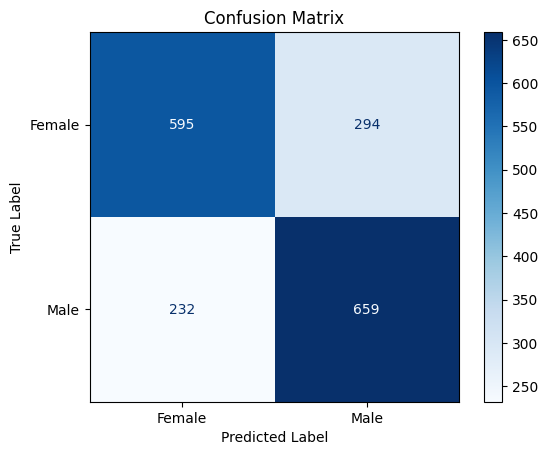 Confusion Matrix
True Label
Female
595
294
Male
232
659
Female
Male
Predicted Label
650
600
550
500
450
400
350
300
250